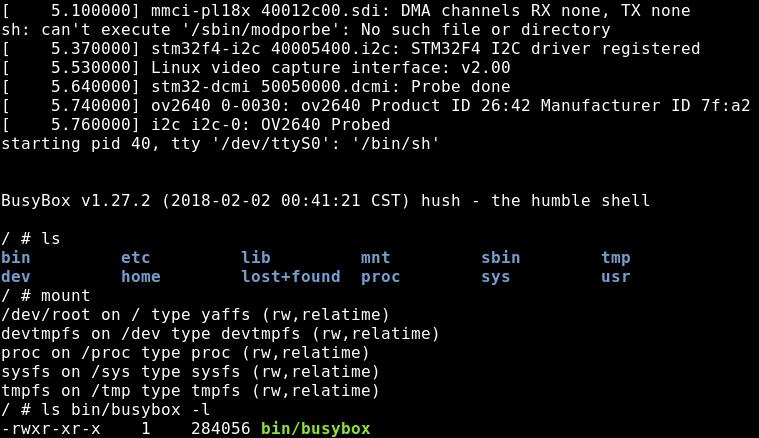 [    5.100000] mmci-pl18x 40012c00.sdi: DMA channels RX none, TX none
sh: can't execute '/sbin/modporbe': No such file or directory
[    5.370000] stm32f4-i2c 40005400.i2c: STM32F4 I2C driver registered
[    5.530000] Linux video capture interface: v2.00
[    5.640000] stm32-dcmi 50050000.dcmi: Probe done
[    5.740000] ov2640 0-0030: ov2640 Product ID 26:42 Manufacturer ID 7f:a2
[    5.760000] i2c i2c-0: OV2640 Probed
starting pid 40, tty '/dev/ttyS0': '/bin/sh'
BusyBox v1.27.2 (2018-02-02 00:41:21 CST) hush - the humble shell
/ # ls
bin         etc         lib         mnt         sbin        tmp
dev         home        lost+found  proc        sys         usr
/ # mount
/dev/root on / type yaffs (rw,relatime)
devtmpfs on /dev type devtmpfs (rw,relatime)
proc on /proc type proc (rw,relatime)
sysfs on /sys type sysfs (rw,relatime)
tmpfs on /tmp type tmpfs (rw,relatime)
/ # ls bin/busybox -l
-rwxr-xr-x    1    284056 bin/busybox